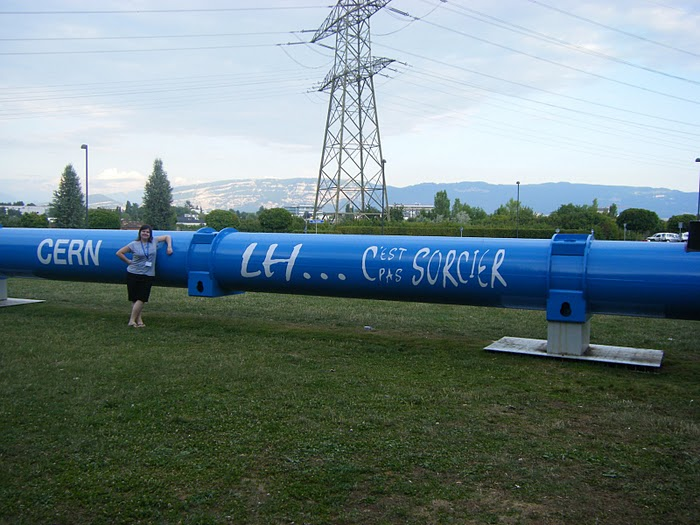 CERN
LH... C'EST PAS SORCIER